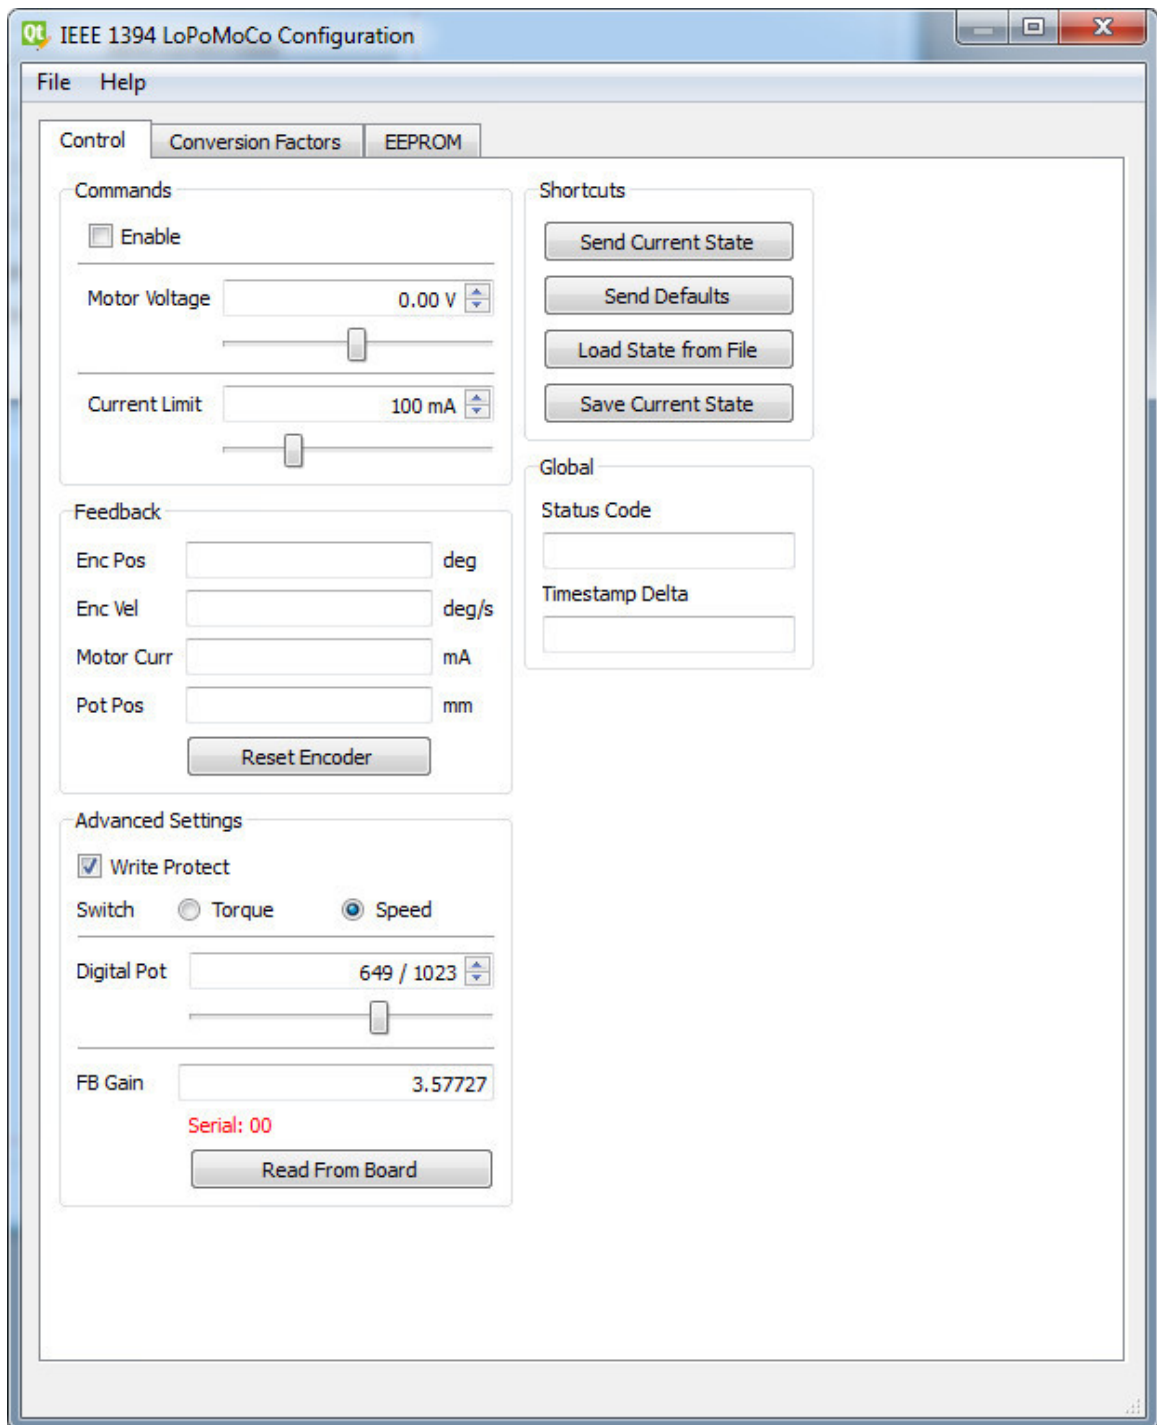 IEEE 1394 LoPoMoCo Configuration
File Help
Control Conversion Factors EEPROM
Commands
Enable
Motor Voltage 0.00 V
Current Limit 100 mA
Feedback
Enc Pos deg
Enc Vel deg/s
Motor Curr mA
Pot Pos mm
Reset Encoder
Advanced Settings
Write Protect
Switch Torque Speed
Digital Pot 649 / 1023
FB Gain 3.57727
Serial: 00
Read From Board
Shortcuts
Send Current State
Send Defaults
Load State from File
Save Current State
Global
Status Code
Timestamp Delta